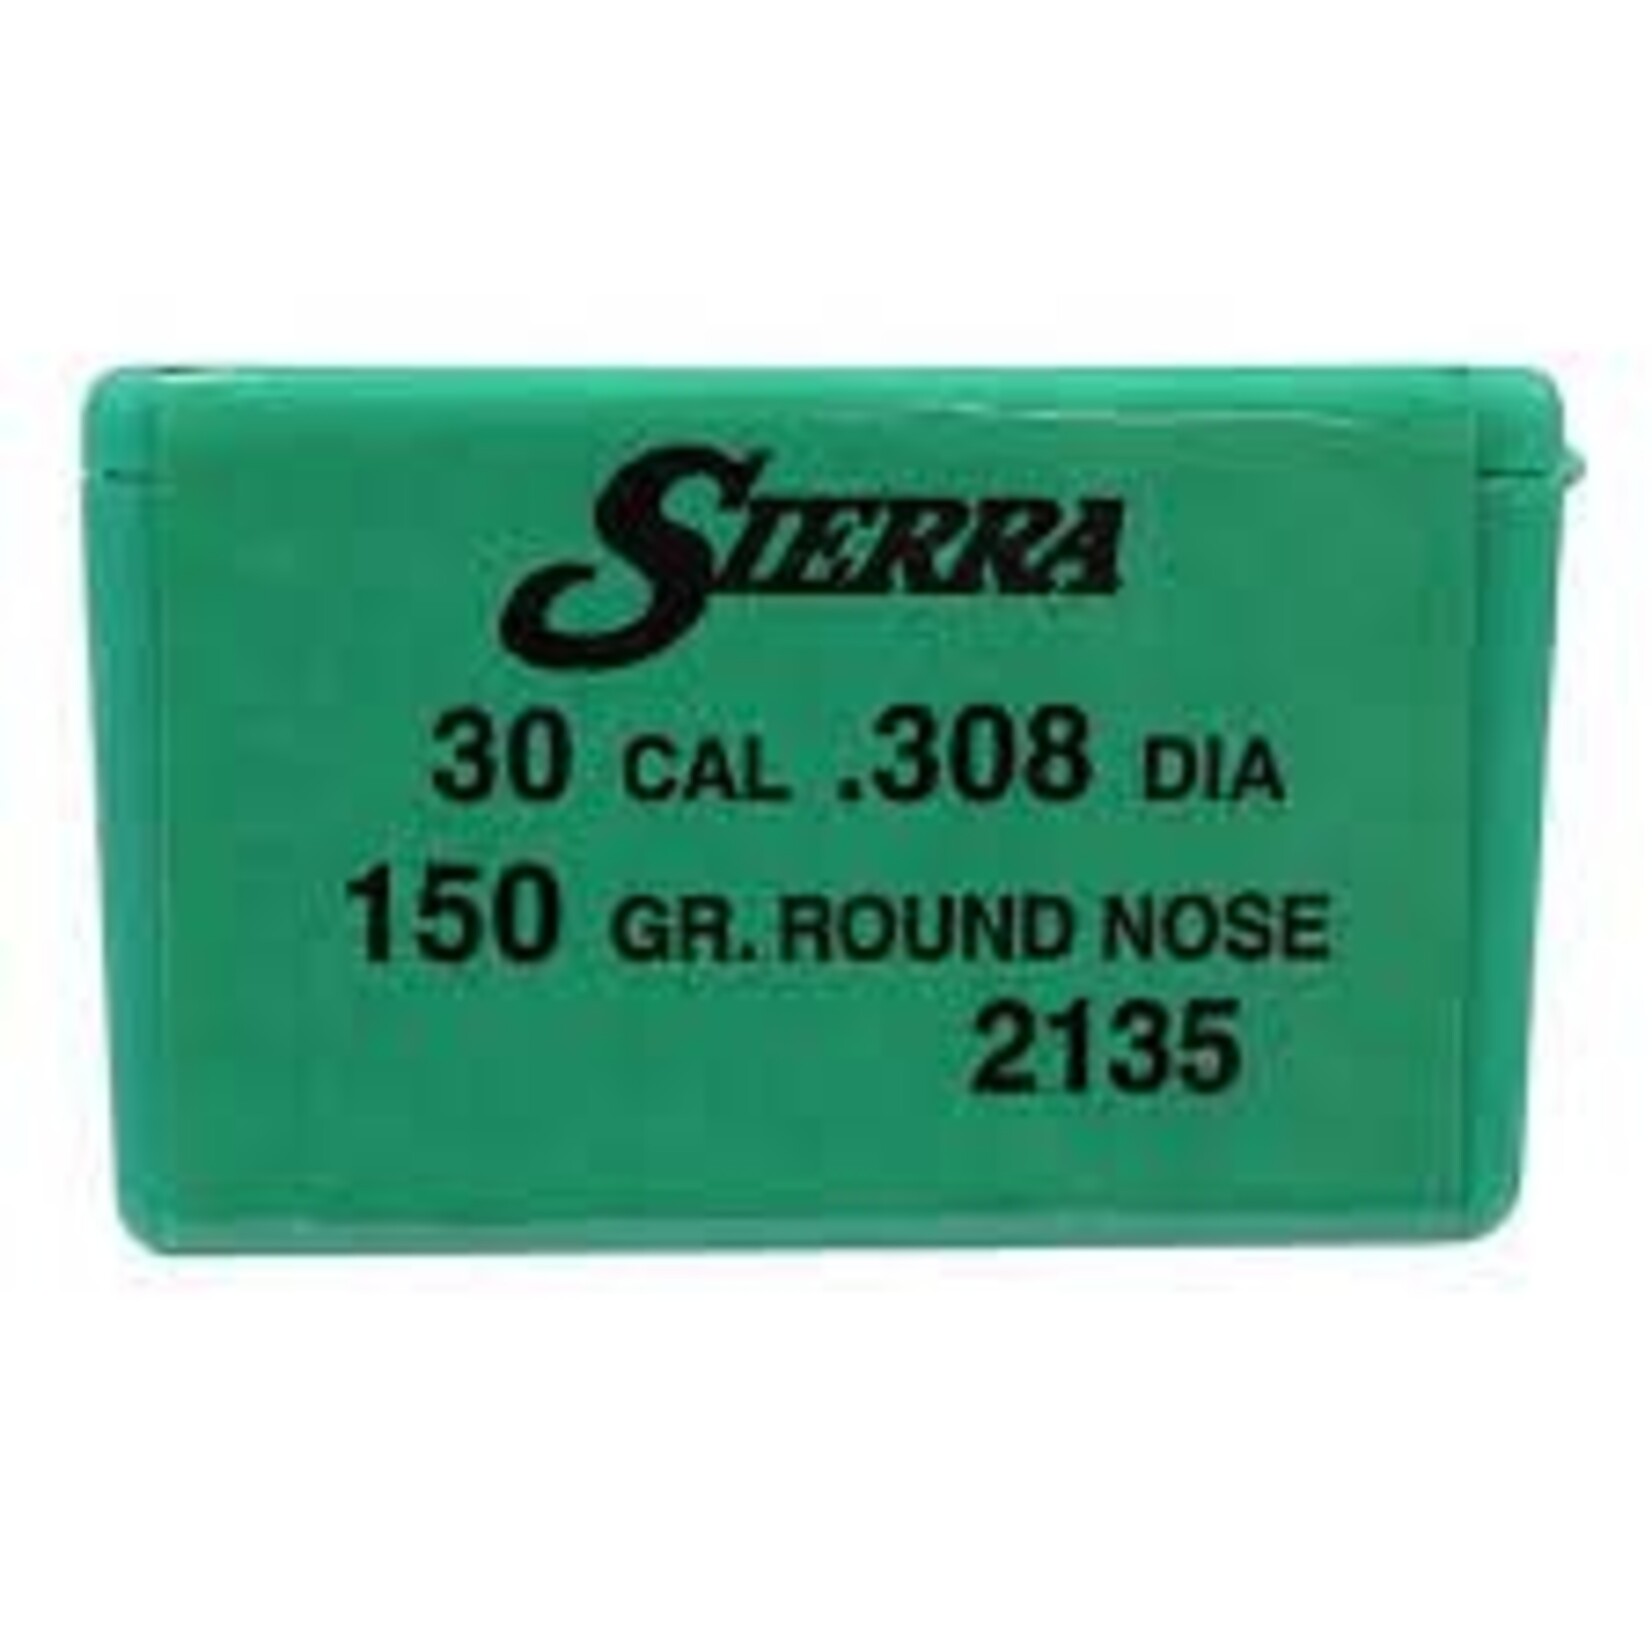 SIERRA
30 CAL .308 DIA
150 GR. ROUND NOSE
2135